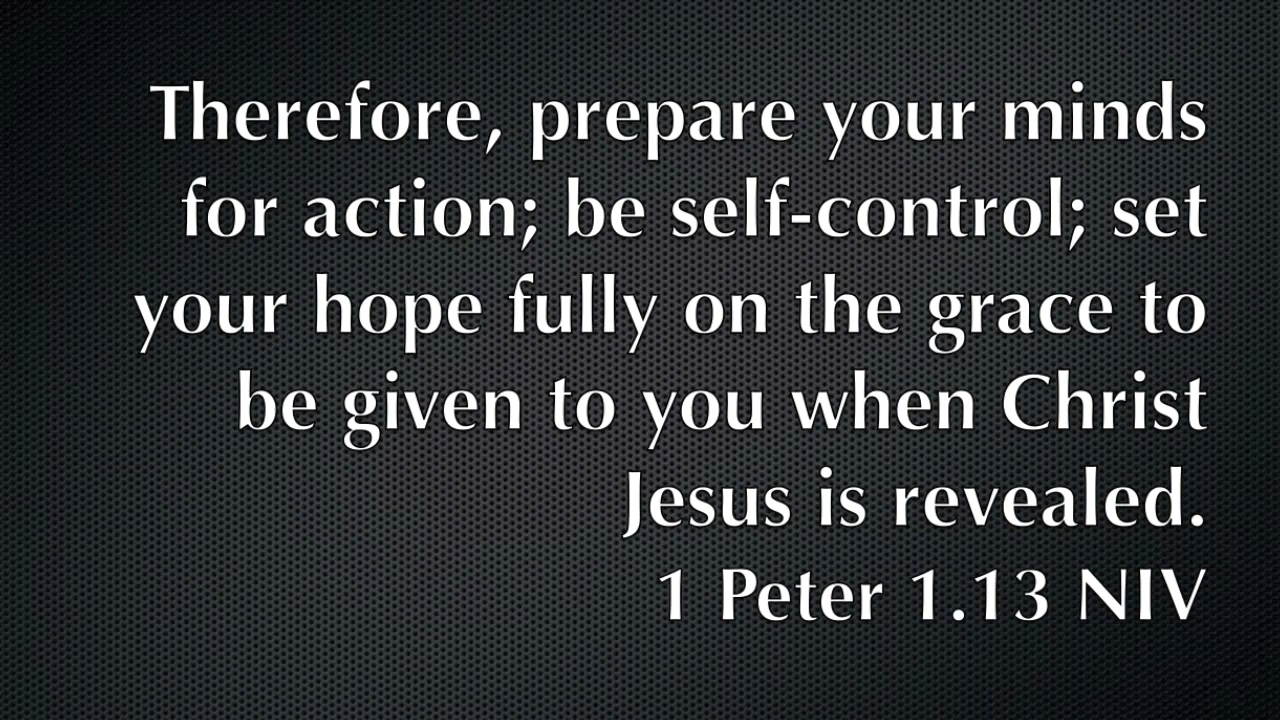 Therefore, prepare your minds
for action; be self-control; set
your hope fully on the grace to
be given to you when Christ
Jesus is revealed.
1 Peter 1.13 NIV